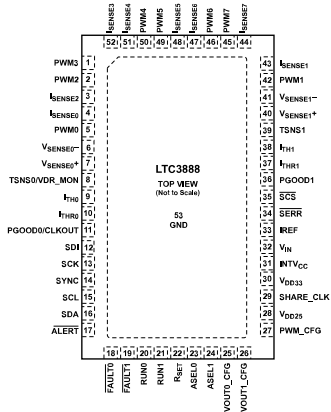 ISENSE3
ISENSE4
PWM4
PWM5
ISENSE5
ISENSE6
PWM6
PWM7
ISENSE7
52 51 50 49 48 47 46 45 44
PWM3 1
PWM2 2
ISENSE2 3
ISENSE0 4
PWM0 5
VSENSE0– 6
VSENSE0+ 7
TSNS0/VDR_MON 8
ITH0 9
ITHR0 10
PGOOD0/CLKOUT 11
SDI 12
SCK 13
SYNC 14
SCL 15
SDA 16
ALERT 17
LTC3888
TOP VIEW
(Not to Scale)
53
GND
43 ISENSE1
42 PWM1
41 VSENSE1–
40 VSENSE1+
39 TSNS1
38 ITH1
37 ITHR1
36 PGOOD1
35 SCS
34 SERR
33 IREF
32 VIN
31 INTVCC
30 VDD33
29 SHARE_CLK
28 VDD25
27 PWM_CFG
18 19 20 21 22 23 24 25 26
FAULT0
FAULT1
RUN0
RUN1
RSET
ASEL0
ASEL1
VOUT0_CFG
VOUT1_CFG